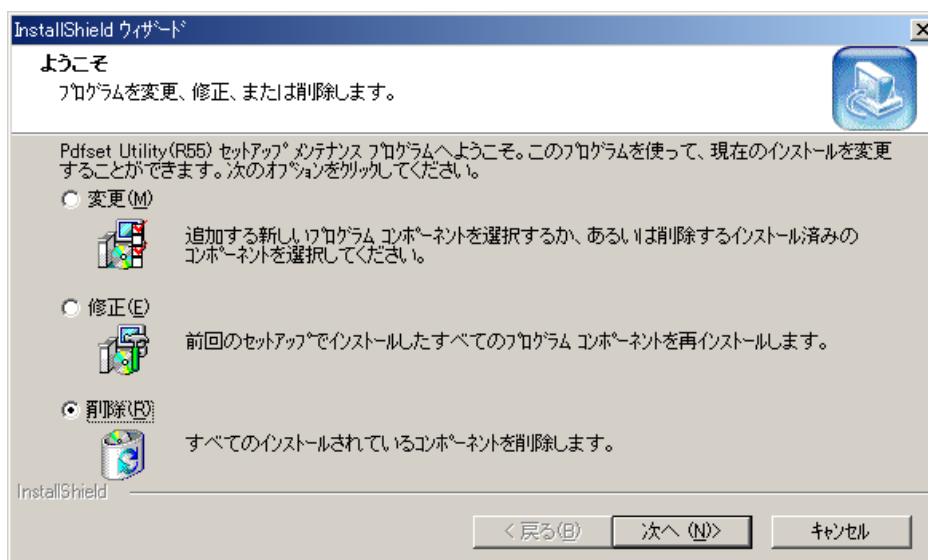 InstallShield ウィザード
ようこそ
プログラムを変更、修正、または削除します。
Pdfset Utility(R55) セットアップ メンテナンス プログラムへようこそ。このプログラムを使って、現在のインストールを変更
することができます。次のオプションをクリックしてください。
変更(M)
追加する新しいプログラム コンポーネントを選択するか、あるいは削除するインストール済みの
コンポーネントを選択してください。
修正(E)
前回のセットアップでインストールしたすべてのプログラム コンポーネントを再インストールします。
削除(R)
すべてのインストールされているコンポーネントを削除します。
InstallShield
< 戻る(B) 次へ (N)> キャンセル